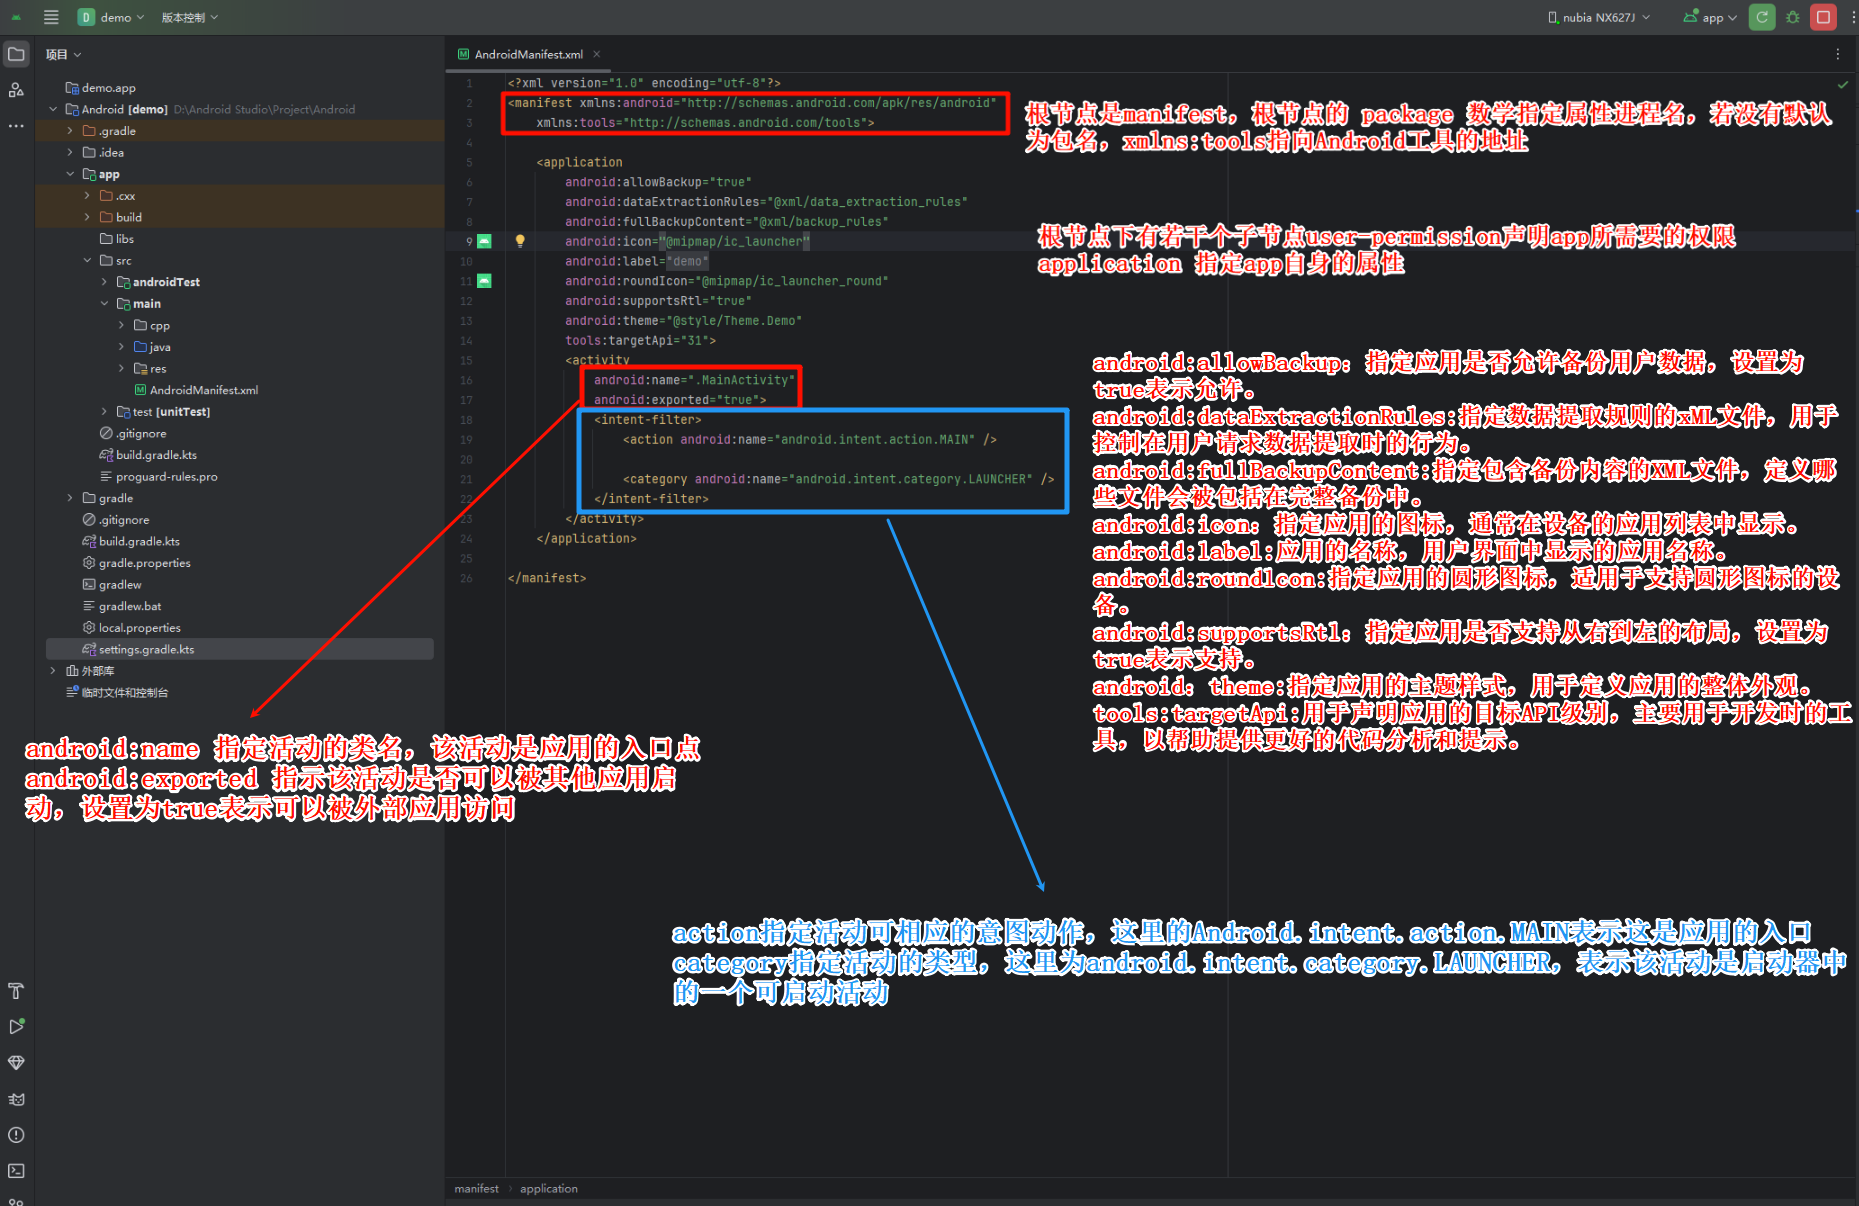 D demo 版本控制 nubia NX627J app
项目
AndroidManifest.xml
demo.app
Android [demo] D:\Android Studio\Project\Android
.gradle
.idea
app
.cxx
build
libs
src
androidTest
main
cpp
java
res
AndroidManifest.xml
test [unitTest]
.gitignore
build.gradle.kts
proguard-rules.pro
gradle
.gitignore
build.gradle.kts
gradle.properties
gradlew
gradlew.bat
local.properties
settings.gradle.kts
外部库
临时文件和控制台
1 <?xml version="1.0" encoding="utf-8"?>
2 <manifest xmlns:android="http://schemas.android.com/apk/res/android"
3 xmlns:tools="http://schemas.android.com/tools">
4
5 <application
6 android:allowBackup="true"
7 android:dataExtractionRules="@xml/data_extraction_rules"
8 android:fullBackupContent="@xml/backup_rules"
9 android:icon="@mipmap/ic_launcher"
10 android:label="demo"
11 android:roundIcon="@mipmap/ic_launcher_round"
12 android:supportsRtl="true"
13 android:theme="@style/Theme.Demo"
14 tools:targetApi="31">
15 <activity
16 android:name=".MainActivity"
17 android:exported="true">
18 <intent-filter>
19 <action android:name="android.intent.action.MAIN" />
20
21 <category android:name="android.intent.category.LAUNCHER" />
22 </intent-filter>
23 </activity>
24 </application>
25
26 </manifest>
根节点是manifest，根节点的 package 数学指定属性进程名，若没有默认
为包名，xmlns:tools指向Android工具的地址
根节点下有若干个子节点user-permission声明app所需要的权限
application 指定app自身的属性
android:allowBackup: 指定应用是否允许备份用户数据，设置为
true表示允许。
android:dataExtractionRules:指定数据提取规则的xML文件，用于
控制在用户请求数据提取时的行为。
android:fullBackupContent:指定包含备份内容的XML文件，定义哪
些文件会被包括在完整备份中。
android:icon: 指定应用的图标，通常在设备的应用列表中显示。
android:label:应用的名称，用户界面中显示的应用名称。
android:roundlcon:指定应用的圆形图标，适用于支持圆形图标的设
备。
android:supportsRtl: 指定应用是否支持从右到左的布局，设置为
true表示支持。
android: theme:指定应用的主题样式，用于定义应用的整体外观。
tools:targetApi:用于声明应用的目标API级别，主要用于开发时的工
具，以帮助提供更好的代码分析和提示。
android:name 指定活动的类名，该活动是应用的入口点
android:exported 指示该活动是否可以被其他应用启
动，设置为true表示可以被外部应用访问
action指定活动可相应的意图动作，这里的Android.intent.action.MAIN表示这是应用的入口
category指定活动的类型，这里为android.intent.category.LAUNCHER，表示该活动是启动器中
的一个可启动活动
manifest › application